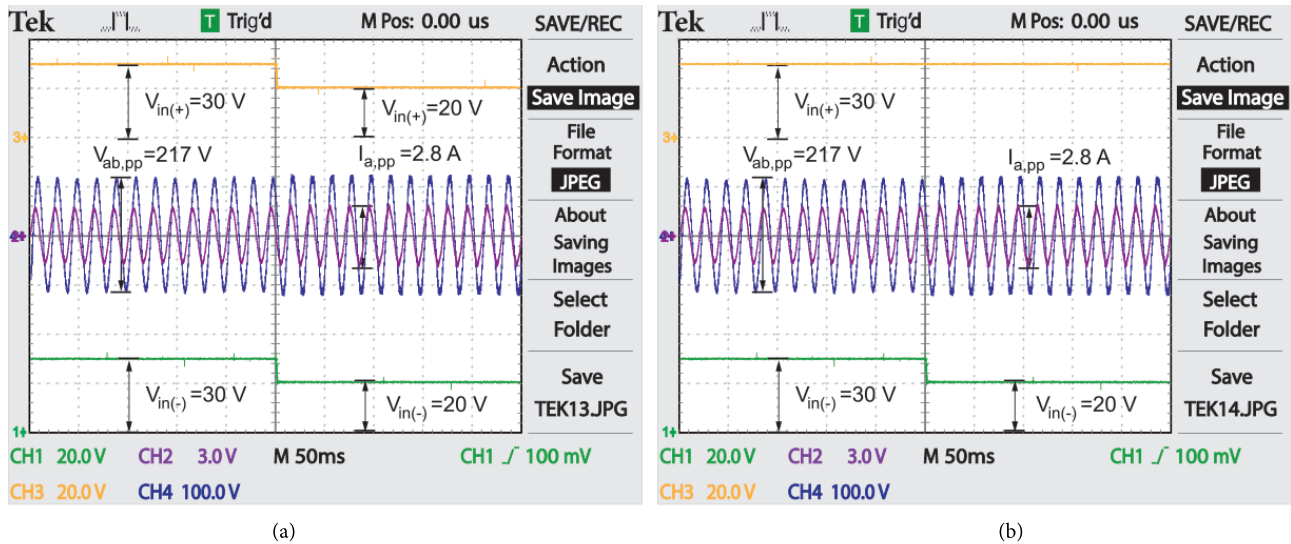 Tek T Trig'd M Pos: 0.00 us SAVE/REC
Action
Save Image
File
Format
JPEG
About
Saving
Images
Select
Folder
Save
TEK13.JPG
Vin(+)=30 V
Vin(+)=20 V
Vab,pp=217 V
Ia,pp=2.8 A
Vin(-)=30 V
Vin(-)=20 V
3+
1+
CH1 20.0 V CH2 3.0 V M 50ms CH1 100 mV
CH3 20.0 V CH4 100.0 V
(a)
Tek T Trig'd M Pos: 0.00 us SAVE/REC
Action
Save Image
File
Format
JPEG
About
Saving
Images
Select
Folder
Save
TEK14.JPG
Vin(+)=30 V
Vab,pp=217 V
Ia,pp=2.8 A
Vin(-)=30 V
Vin(-)=20 V
3+
1+
CH1 20.0 V CH2 3.0 V M 50ms CH1 100 mV
CH3 20.0 V CH4 100.0 V
(b)